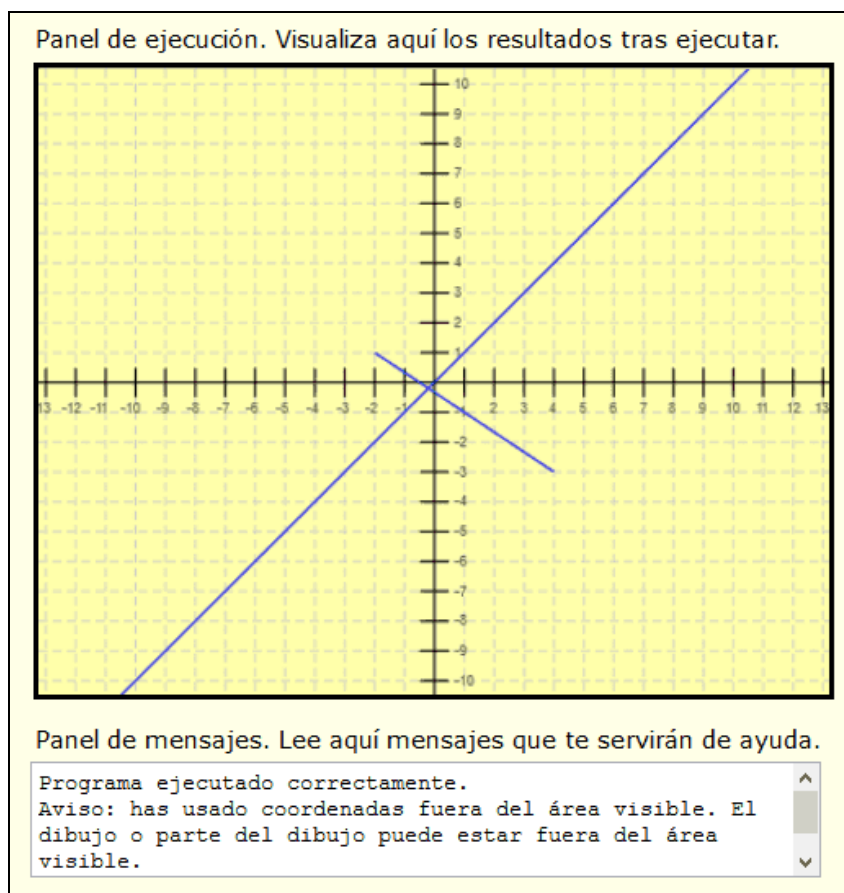 Panel de ejecución. Visualiza aquí los resultados tras ejecutar.
10
9
8
7
6
5
4
3
2
1
13 -12 -11 -10 -9 -8 -7 -6 -5 -4 -3 -2 -1 1 2 3 4 5 6 7 8 9 10 11 12 13
-2
-3
-4
-5
-6
-7
-8
-9
-10
Panel de mensajes. Lee aquí mensajes que te servirán de ayuda.
Programa ejecutado correctamente.
Aviso: has usado coordenadas fuera del área visible. El
dibujo o parte del dibujo puede estar fuera del área
visible.